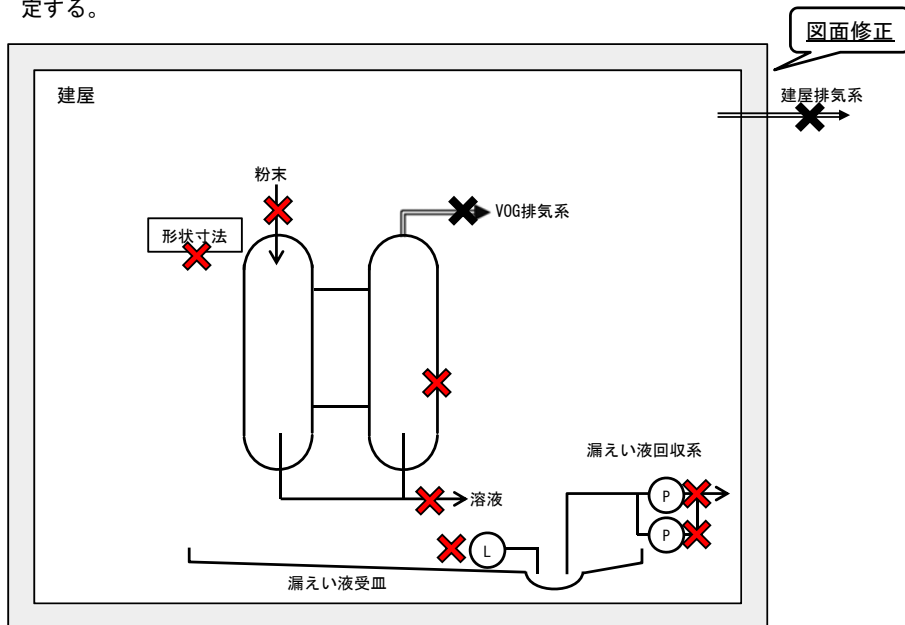 定する。
図面修正
建屋
建屋排気系
粉末
VOG排気系
形状寸法
漏えい液回収系
P
溶液
P
L
漏えい液受皿